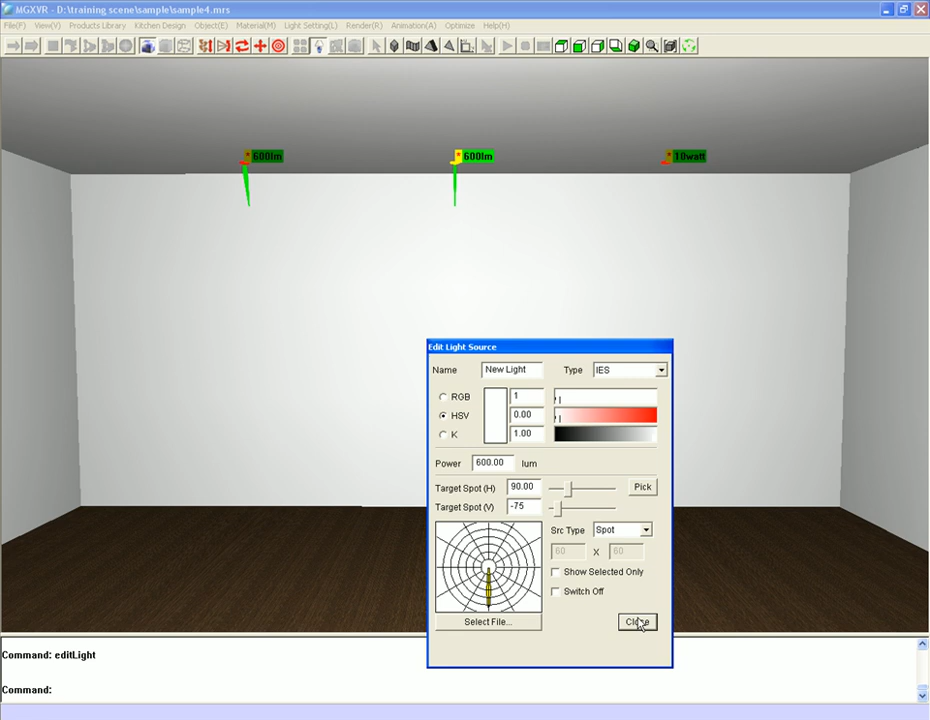 MGXVR - D:\training scene\sample\sample4.mrs
File(F) View(V) Products Library Kitchen Design Object(E) Material(M) Light Setting(L) Render(R) Animation(A) Optimize Help(H)
600lm 600lm 10watt
Edit Light Source
Name New Light Type IES
RGB 1
HSV 0.00
K 1.00
Power 600.00 lum
Target Spot (H) 90.00 Pick
Target Spot (V) -75
Src Type Spot
60 X 60
Show Selected Only
Switch Off
Select File... Close
Command: editLight
Command: